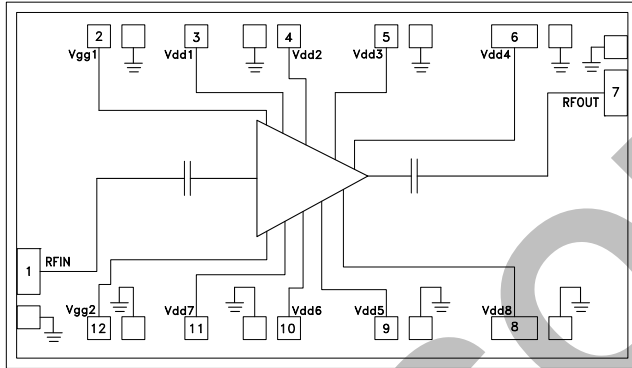 2 3 4 5 6
Vgg1 Vdd1 Vdd2 Vdd3 Vdd4
7
RFOUT
RFIN
1
Vgg2 Vdd7 Vdd6 Vdd5 Vdd8
12 11 10 9 8